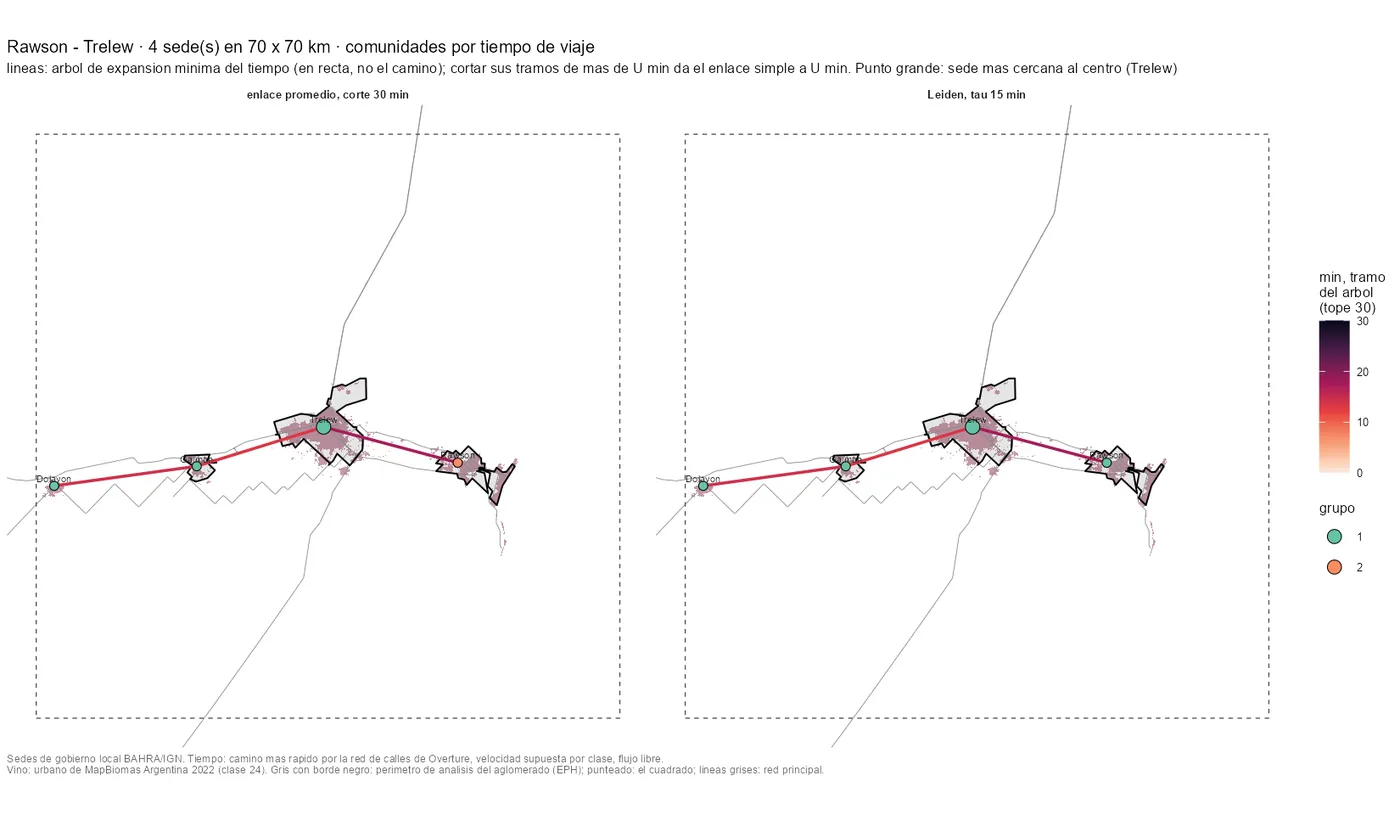 Rawson - Trelew · 4 sede(s) en 70 x 70 km · comunidades por tiempo de viaje
lineas: arbol de expansion minima del tiempo (en recta, no el camino); cortar sus tramos de mas de U min da el enlace simple a U min. Punto grande: sede mas cercana al centro (Trelew)
enlace promedio, corte 30 min
Leiden, tau 15 min
Trelew
Dolavon
Trelew
Dolavon
min, tramo
del arbol
(tope 30)
30
20
10
0
grupo
1
2
Sedes de gobierno local BAHRA/IGN. Tiempo: camino mas rapido por la red de calles de Overture, velocidad supuesta por clase, flujo libre.
Vino: urbano de MapBiomas Argentina 2022 (clase 24). Gris con borde negro: perimetro de analisis del aglomerado (EPH); punteado: el cuadrado; lineas grises: red principal.